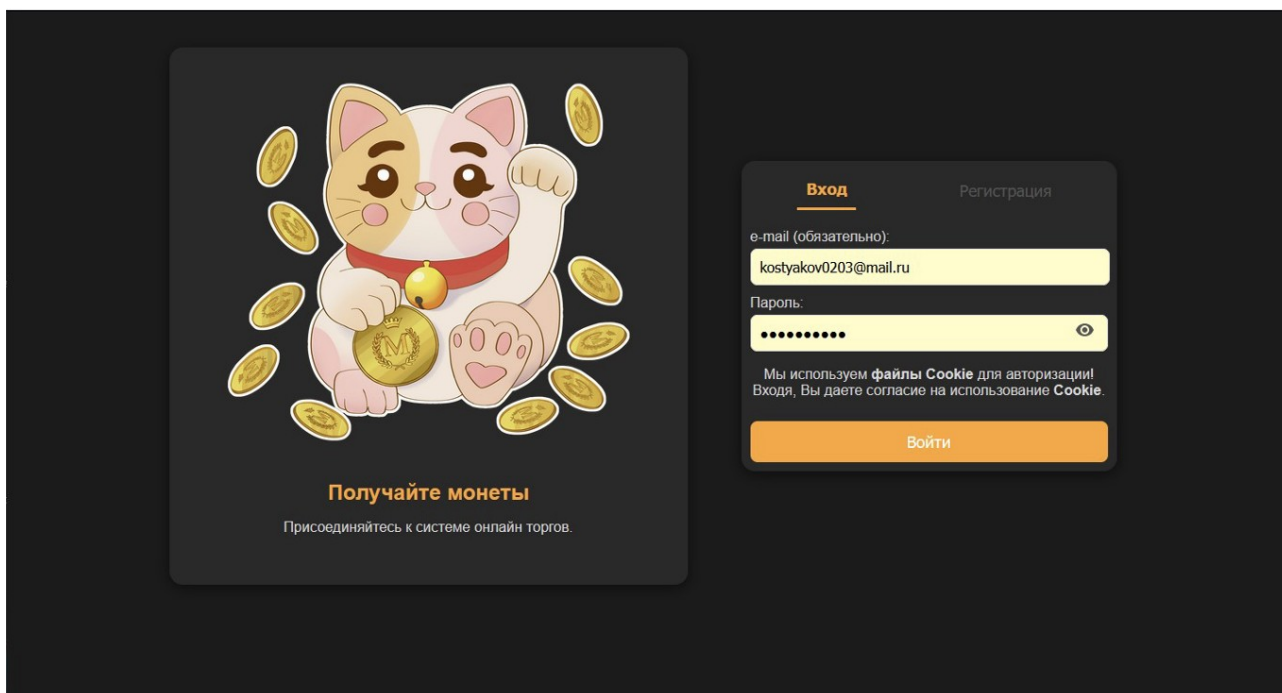 Получайте монеты
Присоединяйтесь к системе онлайн торгов.
Вход
Регистрация
e-mail (обязательно):
kostyakov0203@mail.ru
Пароль:
●●●●●●●●●●
Мы используем файлы Cookie для авторизации!
Входя, Вы даете согласие на использование Cookie.
Войти